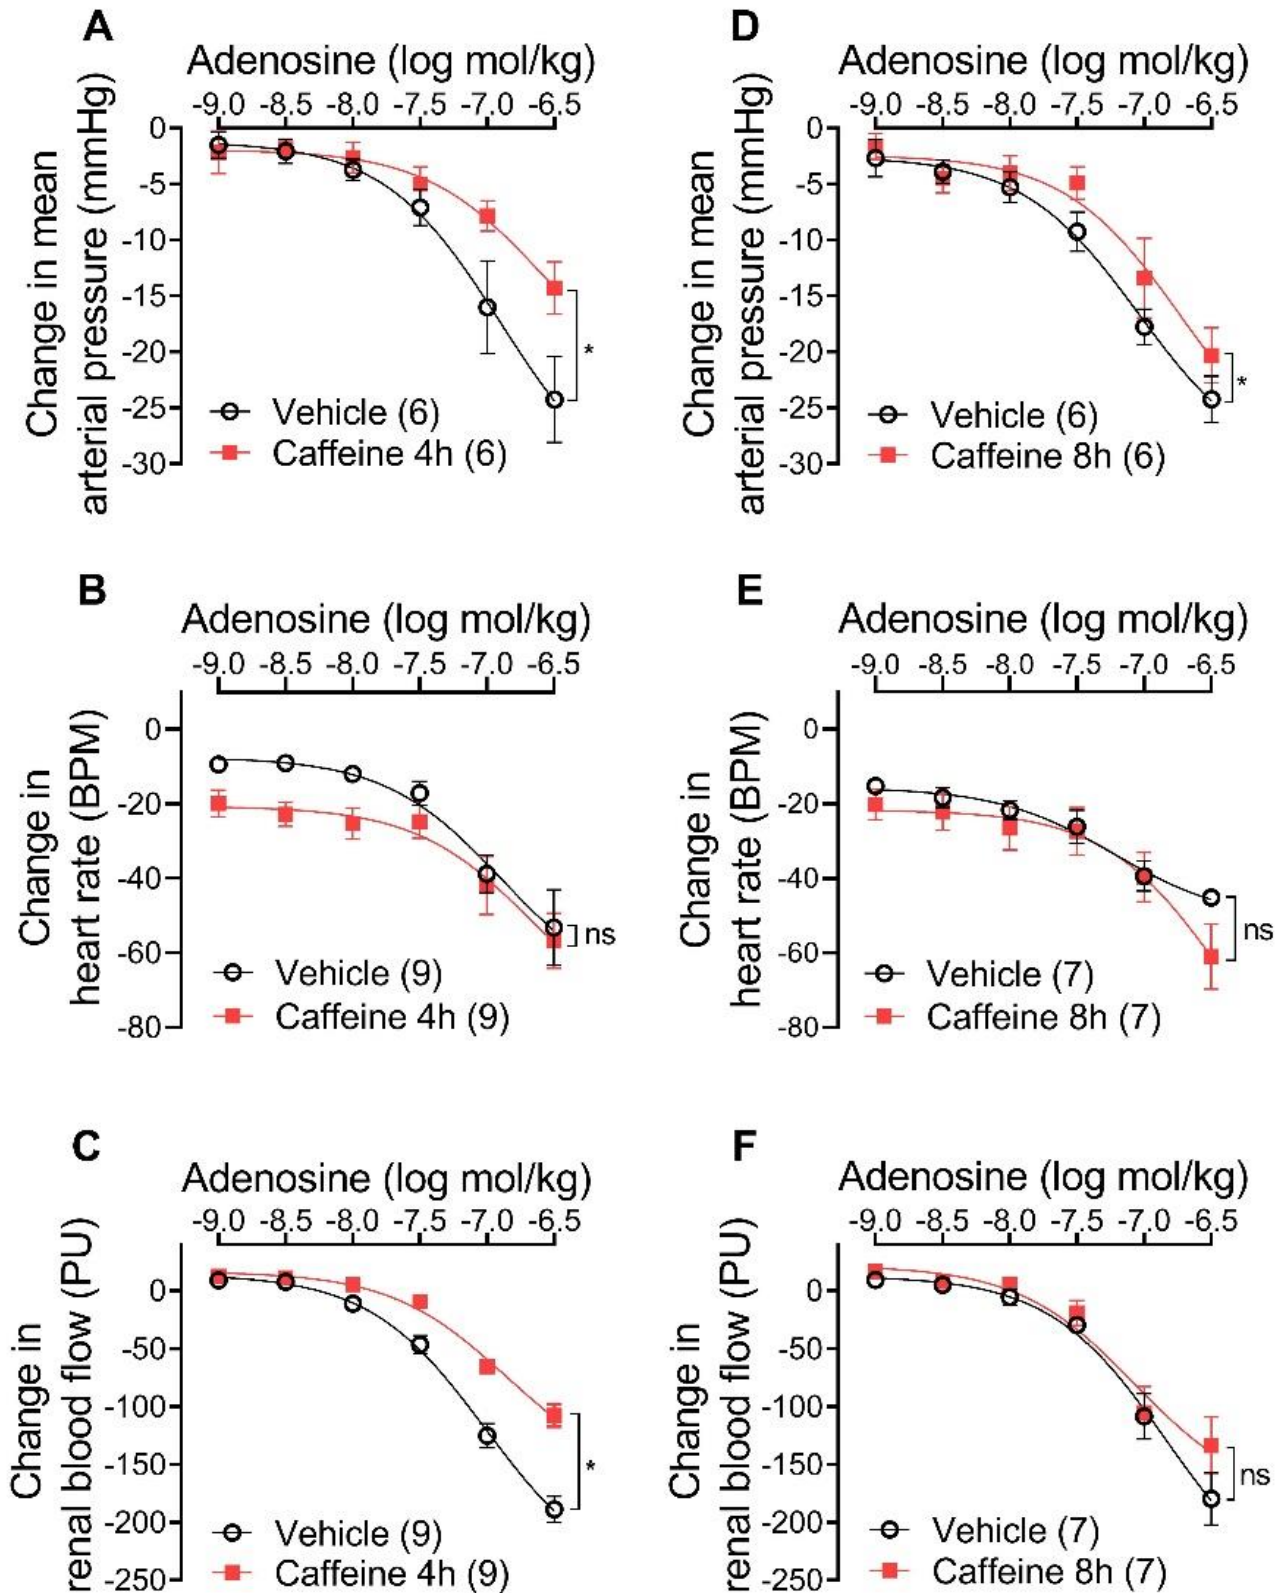 A
Adenosine (log mol/kg)
-9.0 -8.5 -8.0 -7.5 -7.0 -6.5
Change in mean
arterial pressure (mmHg)
0
-5
-10
-15
-20
-25
-30
*
Vehicle (6)
Caffeine 4h (6)
D
Adenosine (log mol/kg)
-9.0 -8.5 -8.0 -7.5 -7.0 -6.5
Change in mean
arterial pressure (mmHg)
0
-5
-10
-15
-20
-25
-30
*
Vehicle (6)
Caffeine 8h (6)
B
Adenosine (log mol/kg)
-9.0 -8.5 -8.0 -7.5 -7.0 -6.5
Change in
heart rate (BPM)
0
-20
-40
-60
-80
ns
Vehicle (9)
Caffeine 4h (9)
E
Adenosine (log mol/kg)
-9.0 -8.5 -8.0 -7.5 -7.0 -6.5
Change in
heart rate (BPM)
0
-20
-40
-60
-80
ns
Vehicle (7)
Caffeine 8h (7)
C
Adenosine (log mol/kg)
-9.0 -8.5 -8.0 -7.5 -7.0 -6.5
Change in
renal blood flow (PU)
0
-50
-100
-150
-200
-250
*
Vehicle (9)
Caffeine 4h (9)
F
Adenosine (log mol/kg)
-9.0 -8.5 -8.0 -7.5 -7.0 -6.5
Change in
renal blood flow (PU)
0
-50
-100
-150
-200
-250
ns
Vehicle (7)
Caffeine 8h (7)